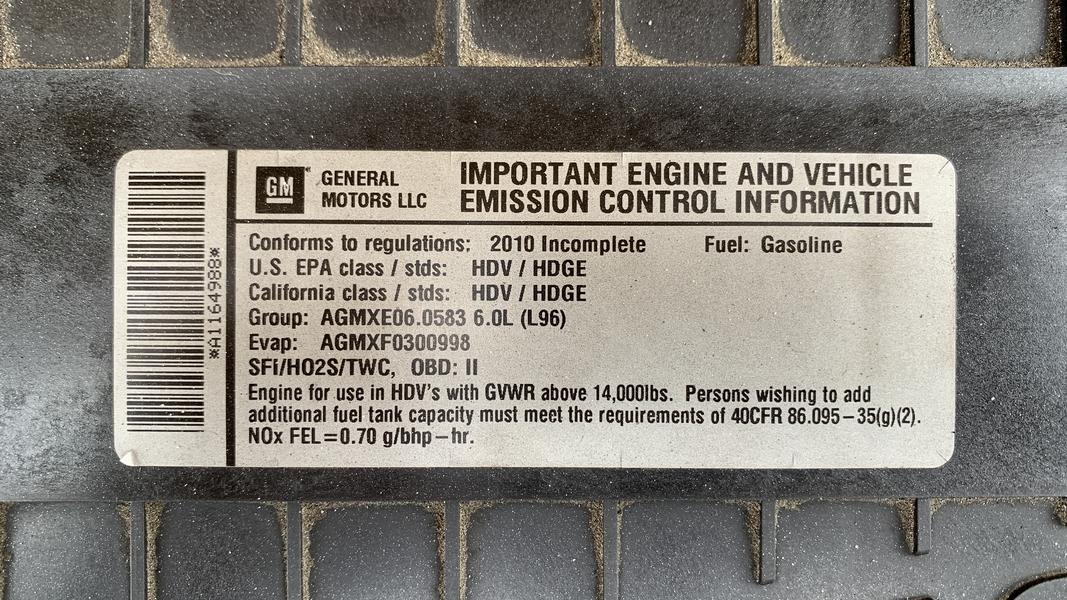 GM GENERAL MOTORS LLC
IMPORTANT ENGINE AND VEHICLE
EMISSION CONTROL INFORMATION
Conforms to regulations: 2010 Incomplete Fuel: Gasoline
U.S. EPA class / stds: HDV / HDGE
California class / stds: HDV / HDGE
Group: AGMXE06.0583 6.0L (L96)
Evap: AGMXF0300998
SFI/HO2S/TWC, OBD: II
Engine for use in HDV's with GVWR above 14,000lbs. Persons wishing to add
additional fuel tank capacity must meet the requirements of 40CFR 86.095-35(g)(2).
NOx FEL=0.70 g/bhp-hr.
*A1164988*